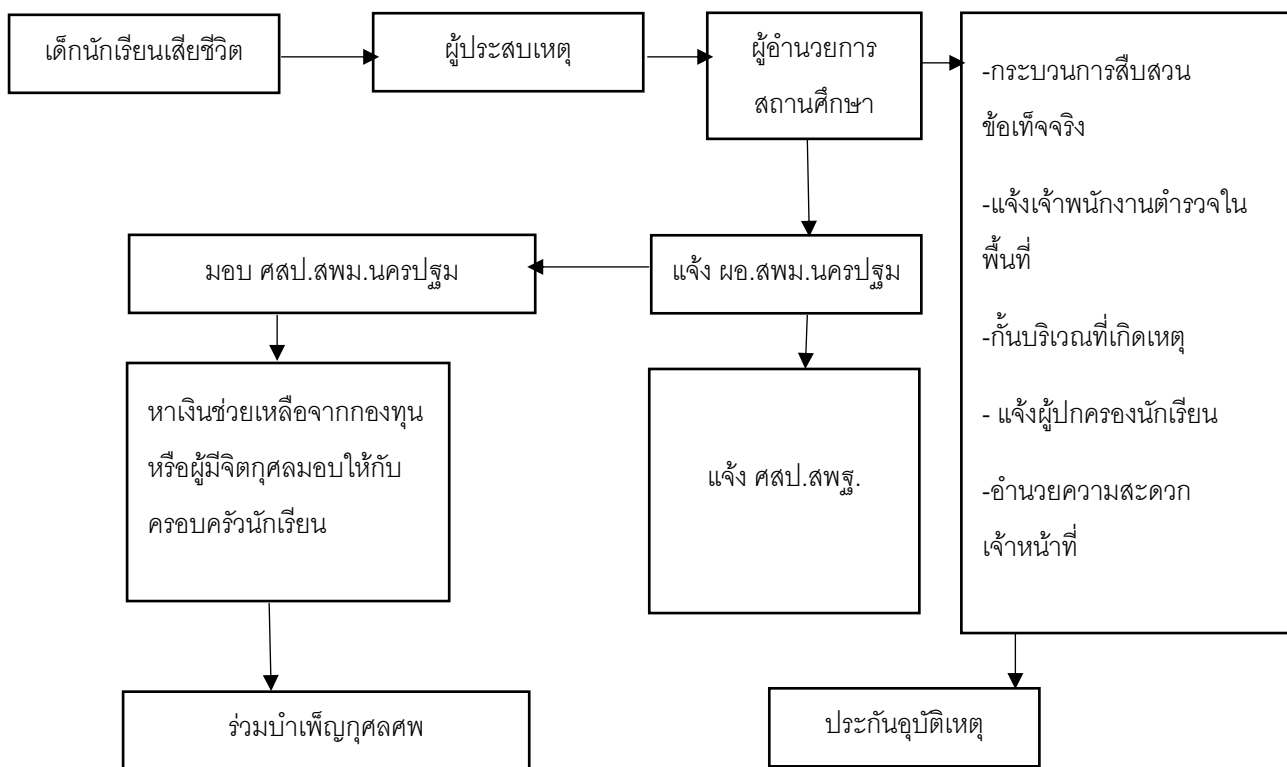 เด็กนักเรียนเสียชีวิต
ผู้ประสบเหตุ
ผู้อำนวยการ
สถานศึกษา
-กระบวนการสืบสวน
ข้อเท็จจริง
-แจ้งเจ้าพนักงานตำรวจใน
พื้นที่
-กั้นบริเวณที่เกิดเหตุ
- แจ้งผู้ปกครองนักเรียน
-อำนวยความสะดวก
เจ้าหน้าที่
มอบ ศสป.สพม.นครปฐม
แจ้ง ผอ.สพม.นครปฐม
หาเงินช่วยเหลือจากกองทุน
หรือผู้มีจิตกุศลมอบให้กับ
ครอบครัวนักเรียน
แจ้ง ศสป.สพฐ.
ร่วมบำเพ็ญกุศลศพ
ประกันอุบัติเหตุ